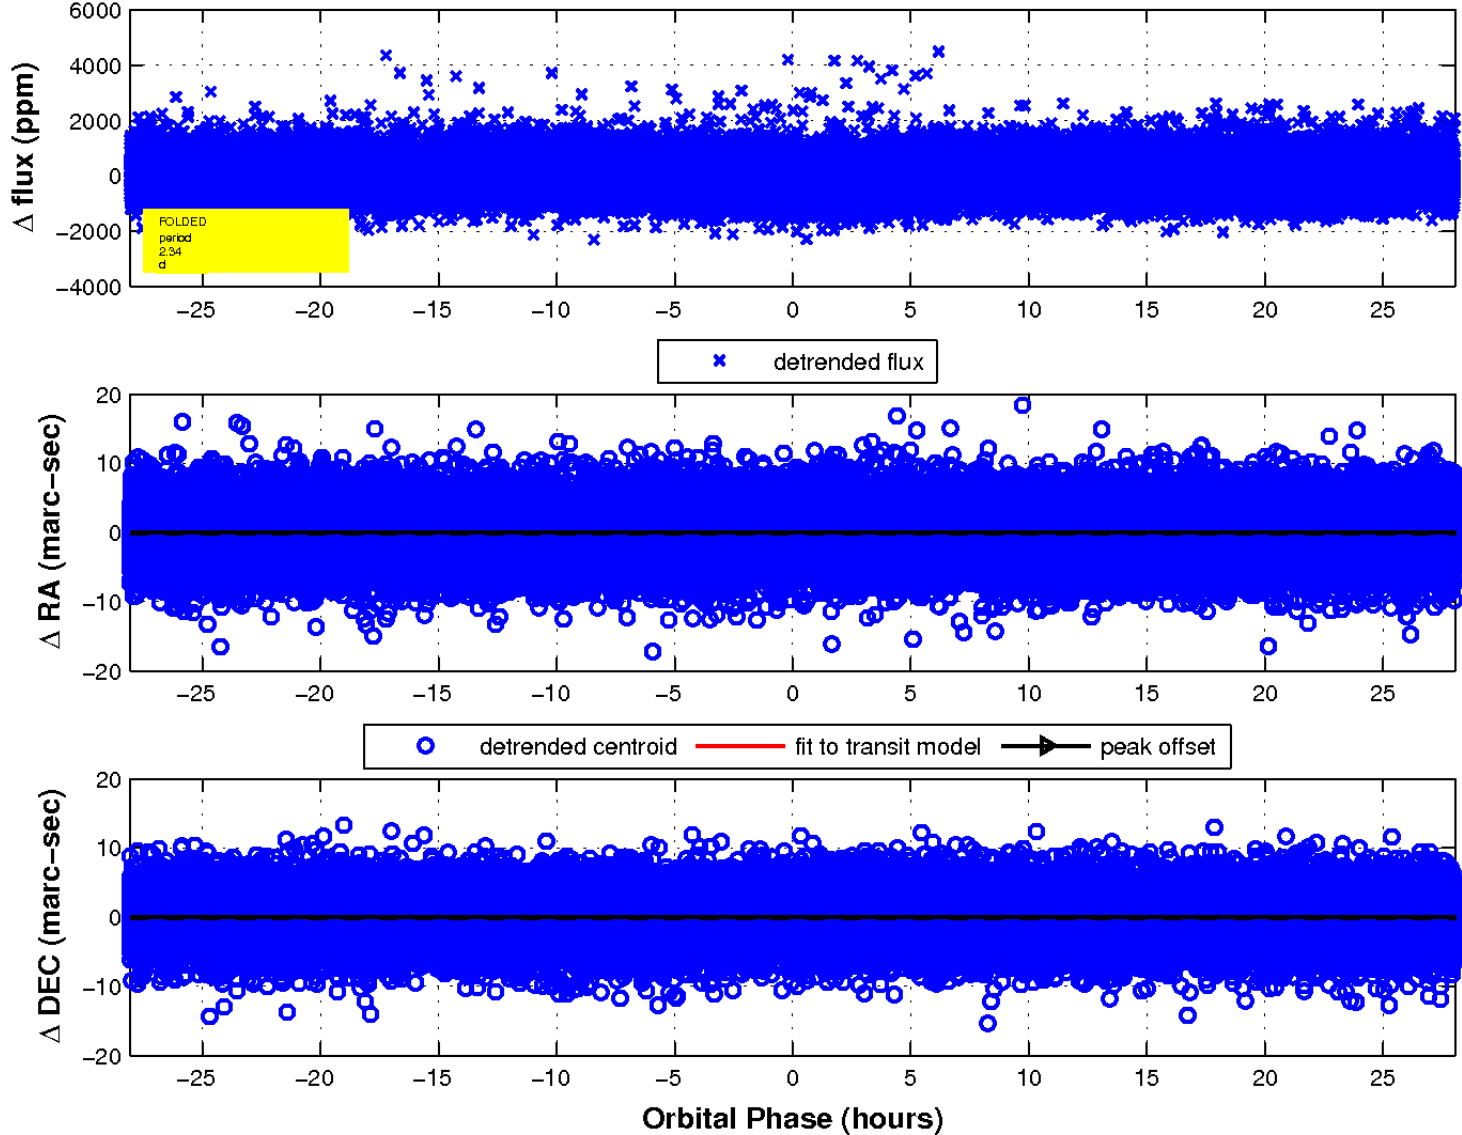 6000
4000
2000
0
−2000
−4000
Δ flux (ppm)
FOLDED
period
2.34
d
−25 −20 −15 −10 −5 0 5 10 15 20 25
detrended flux
20
10
0
−10
−20
Δ RA (marc−sec)
−25 −20 −15 −10 −5 0 5 10 15 20 25
detrended centroid fit to transit model peak offset
20
10
0
−10
−20
Δ DEC (marc−sec)
−25 −20 −15 −10 −5 0 5 10 15 20 25
Orbital Phase (hours)